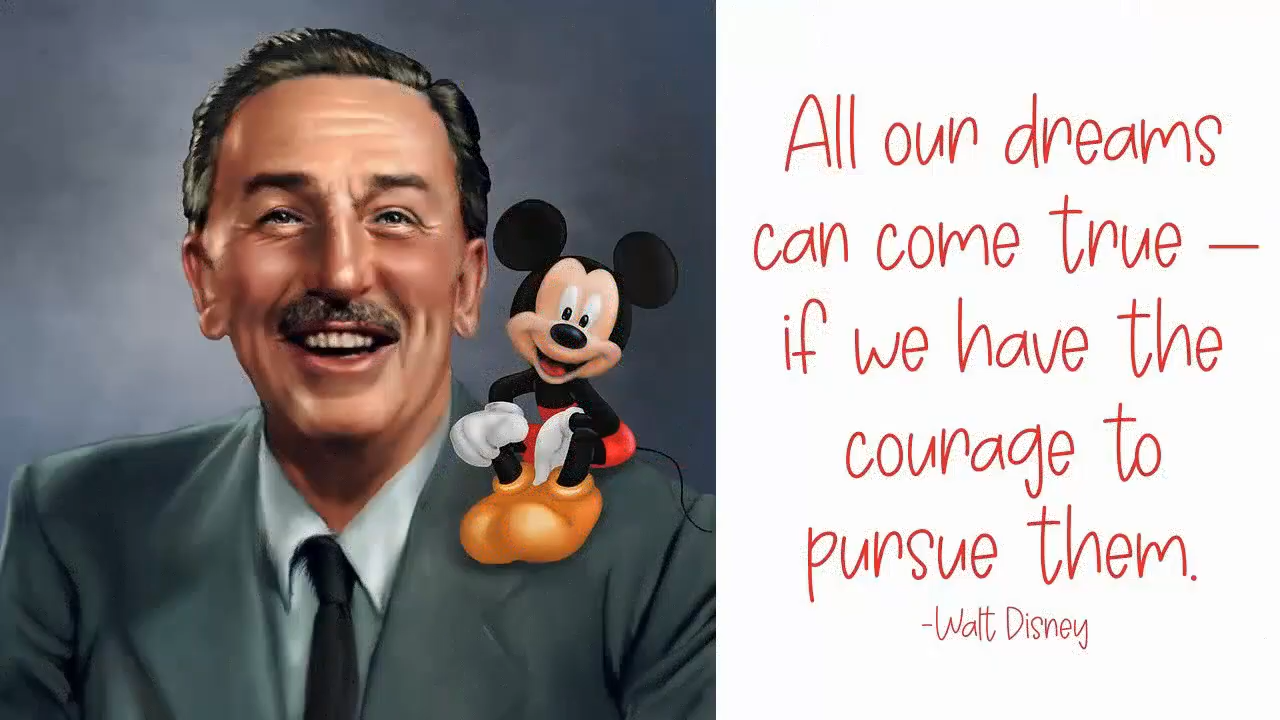 All our dreams
can come true —
if we have the
courage to
pursue them.
-Walt Disney